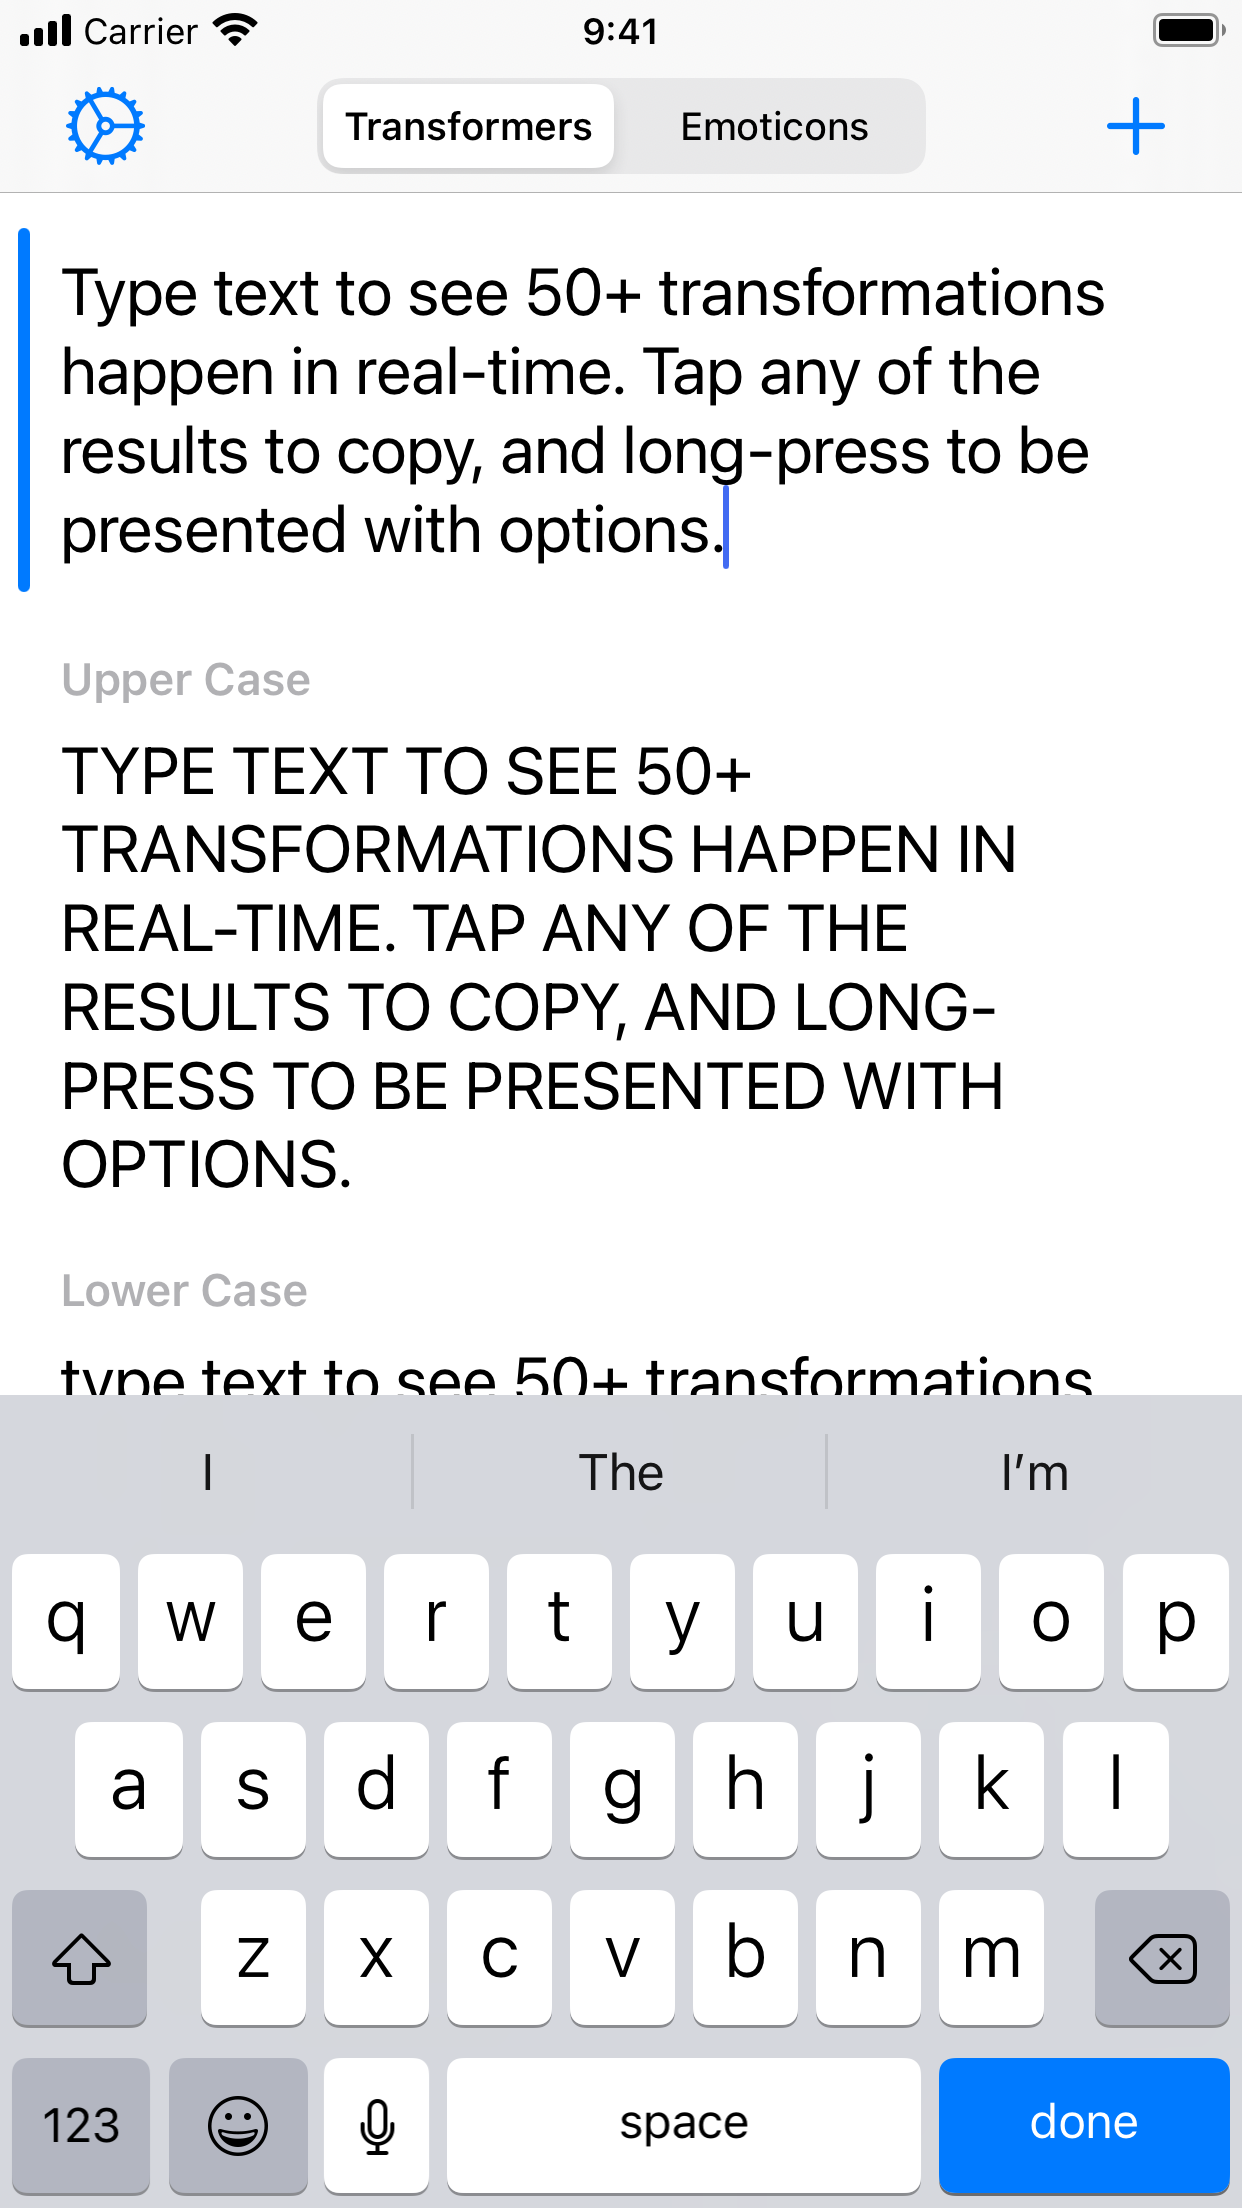 Carrier 9:41
Transformers Emoticons
Type text to see 50+ transformations
happen in real-time. Tap any of the
results to copy, and long-press to be
presented with options.
Upper Case
TYPE TEXT TO SEE 50+
TRANSFORMATIONS HAPPEN IN
REAL-TIME. TAP ANY OF THE
RESULTS TO COPY, AND LONG-
PRESS TO BE PRESENTED WITH
OPTIONS.
Lower Case
type text to see 50+ transformations
I The I’m
q w e r t y u i o p
a s d f g h j k l
z x c v b n m
123 space done